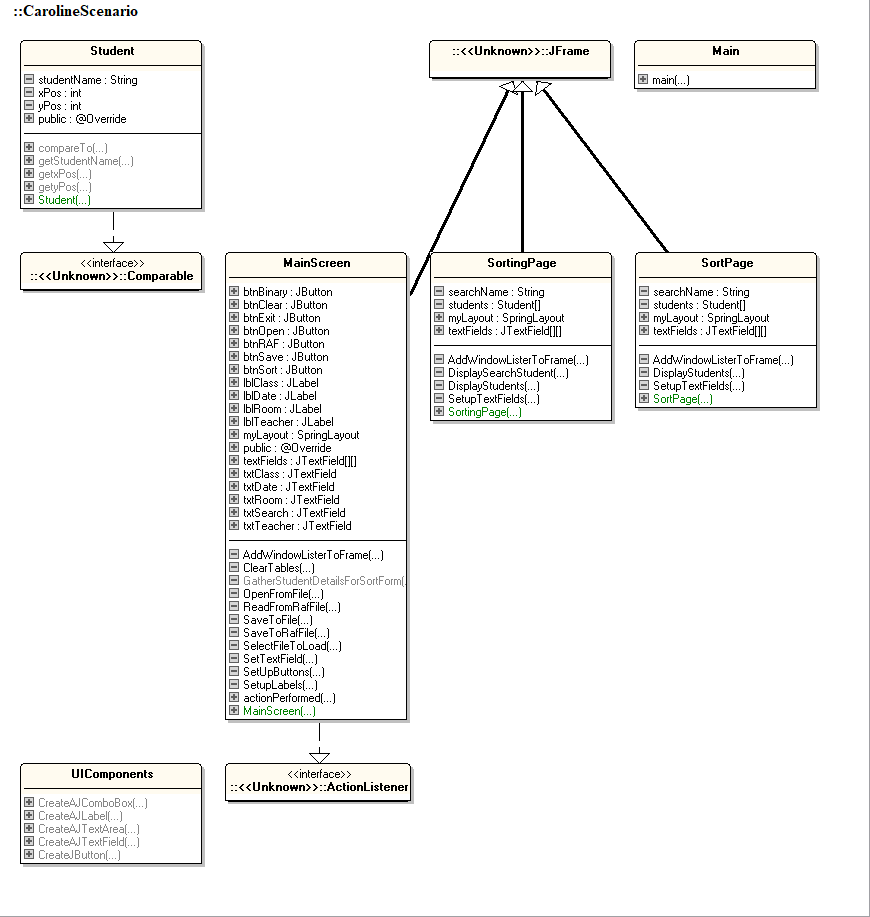 ::CarolineScenario
Student
studentName : String
xPos : int
yPos : int
public : @Override
compareTo(...)
getStudentName(...)
getxPos(...)
getyPos(...)
Student(...)
<<interface>>
::<<Unknown>>::Comparable
::<<Unknown>>::JFrame
Main
main(...)
MainScreen
btnBinary : JButton
btnClear : JButton
btnExit : JButton
btnOpen : JButton
btnRAF : JButton
btnSave : JButton
btnSort : JButton
lblClass : JLabel
lblDate : JLabel
lblRoom : JLabel
lblTeacher : JLabel
myLayout : SpringLayout
public : @Override
textFields : JTextField[][]
txtClass : JTextField
txtDate : JTextField
txtRoom : JTextField
txtSearch : JTextField
txtTeacher : JTextField
AddWindowListerToFrame(...)
ClearTables(...)
GatherStudentDetailsForSortForm(.
OpenFromFile(...)
ReadFromRafFile(...)
SaveToFile(...)
SaveToRafFile(...)
SelectFileToLoad(...)
SetTextField(...)
SetUpButtons(...)
SetupLabels(...)
actionPerformed(...)
MainScreen(...)
SortingPage
searchName : String
students : Student[]
myLayout : SpringLayout
textFields : JTextField[][]
AddWindowListerToFrame(...)
DisplaySearchStudent(...)
DisplayStudents(...)
SetupTextFields(...)
SortingPage(...)
SortPage
searchName : String
students : Student[]
myLayout : SpringLayout
textFields : JTextField[][]
AddWindowListerToFrame(...)
DisplayStudents(...)
SetupTextFields(...)
SortPage(...)
UIComponents
CreateAJComboBox(...)
CreateAJLabel(...)
CreateAJTextArea(...)
CreateAJTextField(...)
CreateJButton(...)
<<interface>>
::<<Unknown>>::ActionListener